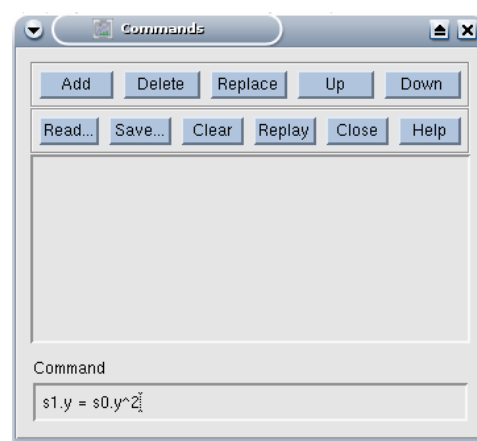 Commands
Add Delete Replace Up Down
Read... Save... Clear Replay Close Help
Command
s1.y = s0.y^2